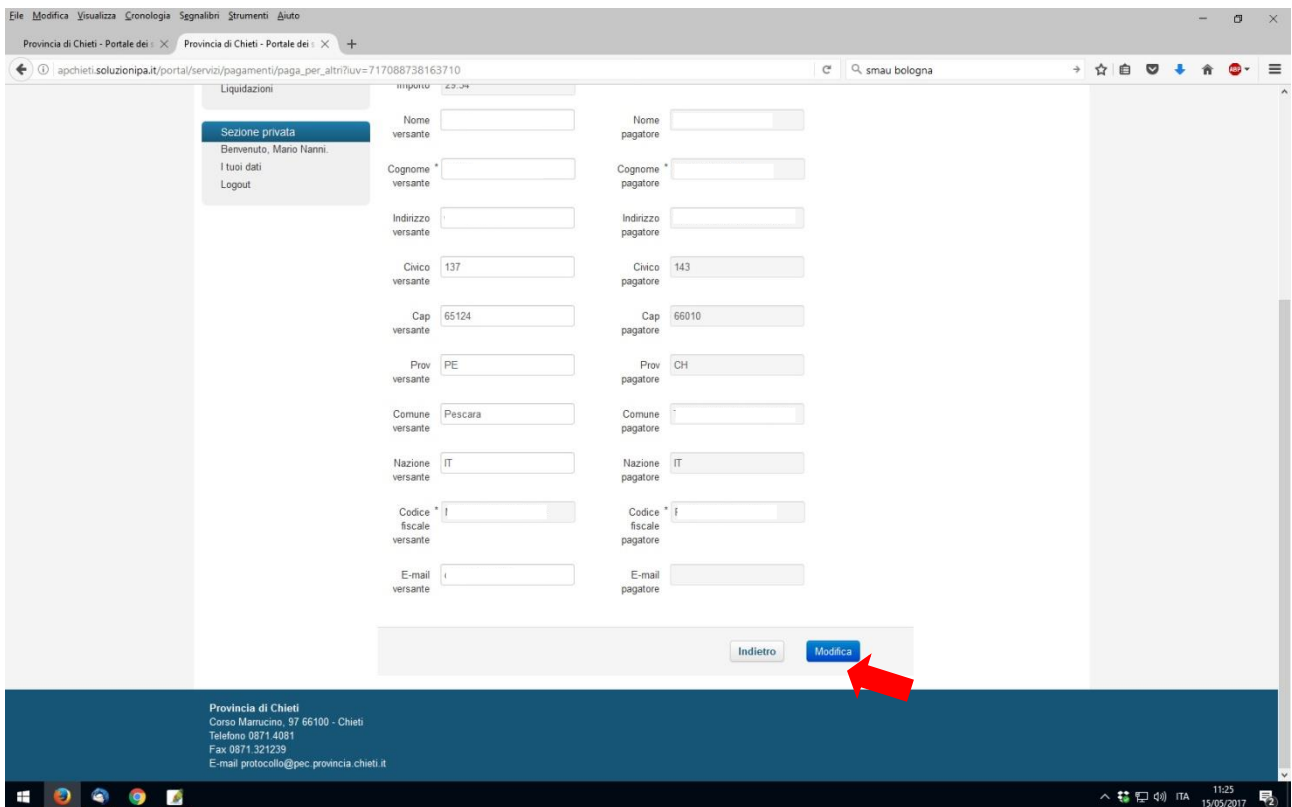 File Modifica Visualizza Cronologia Segnalibri Strumenti Aiuto
Provincia di Chieti - Portale dei s Provincia di Chieti - Portale dei s
apchieti.soluzionipa.it/portal/servizi/pagamenti/paga_per_altri?iuv=717088738163710 smau bologna
Liquidazioni
Importo 29.54
Sezione privata
Benvenuto, Mario Nanni.
I tuoi dati
Logout
Nome versante
Nome pagatore
Cognome * versante
Cognome * pagatore
Indirizzo versante
Indirizzo pagatore
Civico versante 137
Civico pagatore 143
Cap versante 65124
Cap pagatore 66010
Prov versante PE
Prov pagatore CH
Comune versante Pescara
Comune pagatore
Nazione versante IT
Nazione pagatore IT
Codice * fiscale versante
Codice * fiscale pagatore
E-mail versante
E-mail pagatore
Indietro Modifica
Provincia di Chieti
Corso Marrucino, 97 66100 - Chieti
Telefono 0871.4081
Fax 0871.321239
E-mail protocollo@pec.provincia.chieti.it
ITA 11:25
15/05/2017